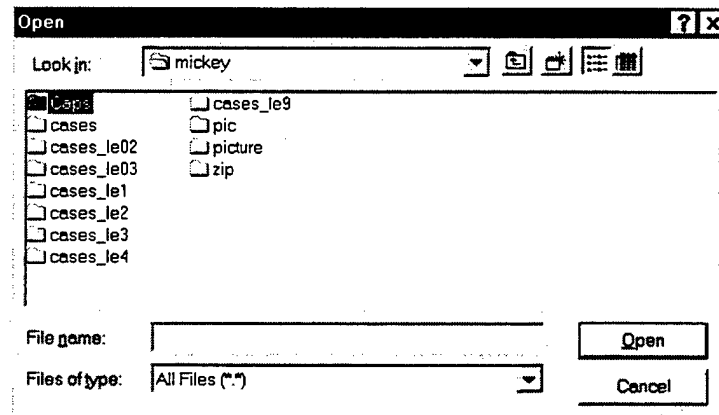 Open
Look in: mickey
Caps
cases
cases_le02
cases_le03
cases_le1
cases_le2
cases_le3
cases_le4
cases_le9
pic
picture
zip
File name:
Open
Files of type: All Files (*.*)
Cancel